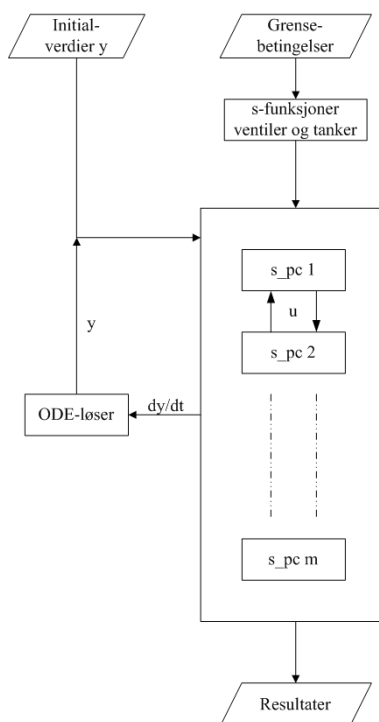 Initial-
verdier y
Grense-
betingelser
s-funksjoner
ventiler og tanker
s_pc 1
u
s_pc 2
y
ODE-løser
dy/dt
s_pc m
Resultater